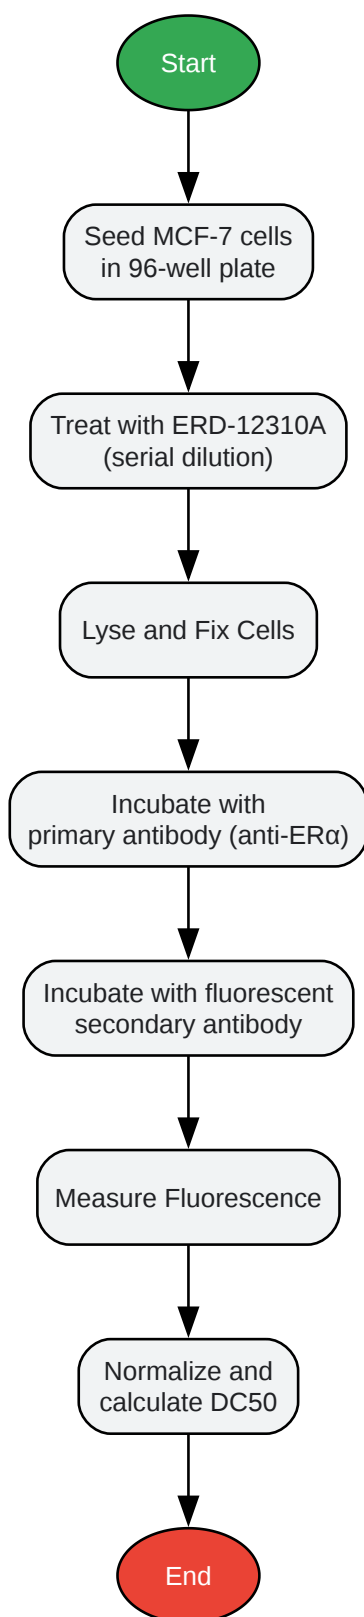 Start
Seed MCF-7 cells
in 96-well plate
Treat with ERD-12310A
(serial dilution)
Lyse and Fix Cells
Incubate with
primary antibody (anti-ERα)
Incubate with fluorescent
secondary antibody
Measure Fluorescence
Normalize and
calculate DC50
End